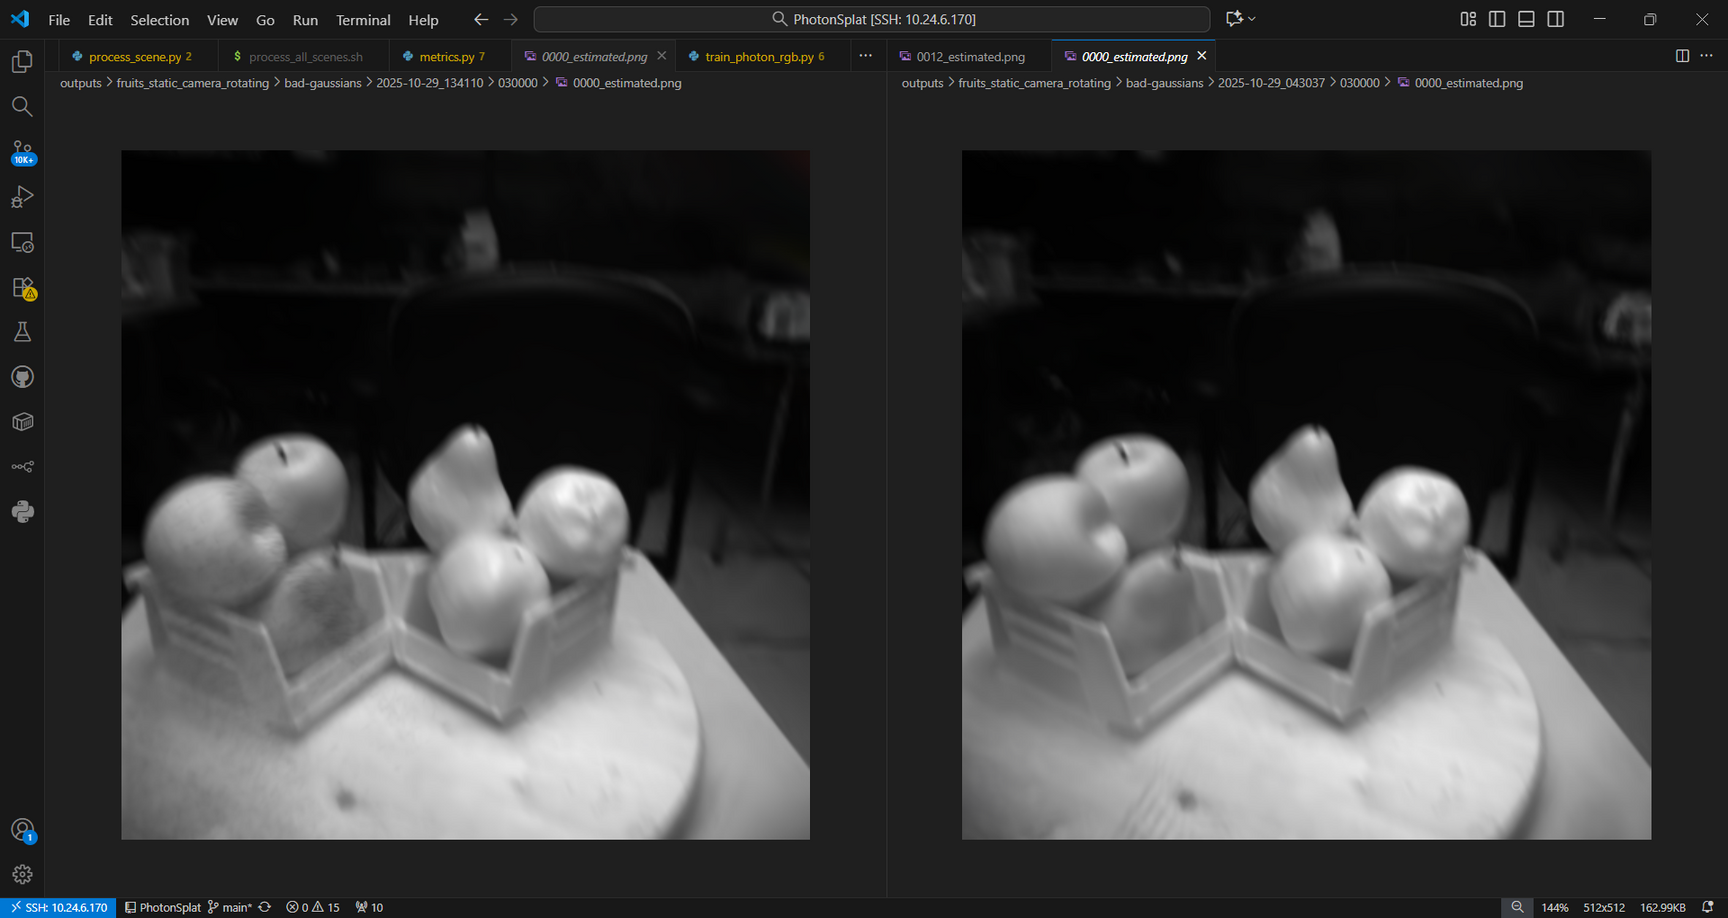 File Edit Selection View Go Run Terminal Help
PhotonSplat [SSH: 10.24.6.170]
process_scene.py 2
process_all_scenes.sh
metrics.py 7
0000_estimated.png
train_photon_rgb.py 6
0012_estimated.png
0000_estimated.png
outputs > fruits_static_camera_rotating > bad-gaussians > 2025-10-29_134110 > 030000 > 0000_estimated.png
outputs > fruits_static_camera_rotating > bad-gaussians > 2025-10-29_043037 > 030000 > 0000_estimated.png
10K+
1
SSH: 10.24.6.170 PhotonSplat main* 0 15 10
144% 512x512 162.99KB